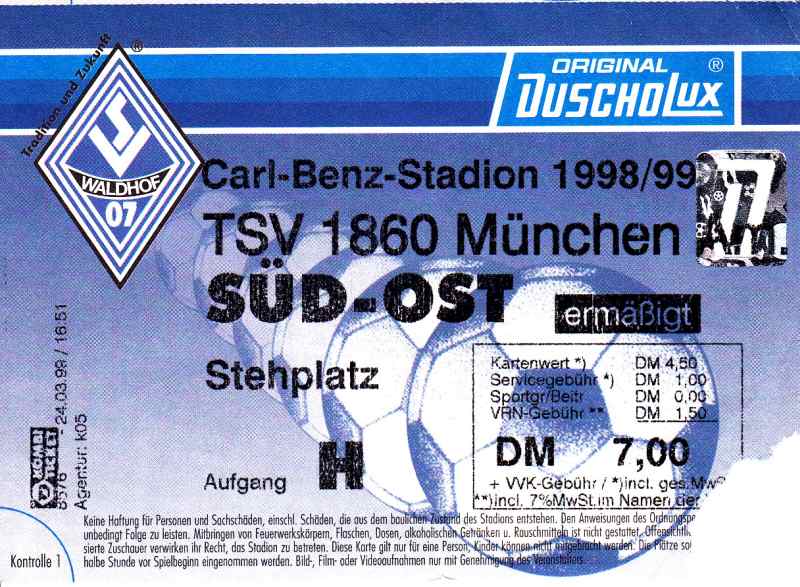 Tradition und Zukunft
®
SV
WALDHOF
07
ORIGINAL ®
DUSCHOLUX
Carl-Benz-Stadion 1998/99
77
TSV 1860 München
A.m.
SÜD-OST
ermäßigt
Stehplatz
Kartenwert *) DM 4,50
Servicegebühr *) DM 1,00
Sportgr/Beitr DM 0,00
VRN-Gebühr ** DM 1,50
DM 7,00
+ VVK-Gebühr / *)incl. ges.MwS
**)incl. 7%MwSt.im Namen der
Aufgang H
KOMBI
TICKET
- 24.03.99 / 16.51
Agentur: k05
Kontrolle 1
Keine Haftung für Personen und Sachschäden, einschl. Schäden, die aus dem baulichen Zustand des Stadions entstehen. Den Anweisungen des Ordnungspe
unbedingt Folge zu leisten. Mitbringen von Feuerwerkskörpern, Flaschen, Dosen, alkoholischen Getränken u. Rauschmitteln ist nicht gestattet. Offensichtlich
sierte Zuschauer verwirken ihr Recht, das Stadion zu betreten. Diese Karte gilt nur für eine Person, Kinder können nicht mitgebracht werden. Die Plätze so
halbe Stunde vor Spielbeginn eingenommen werden. Bild-, Film- oder Videoaufnahmen nur mit Genehmigung des Veranstalters.